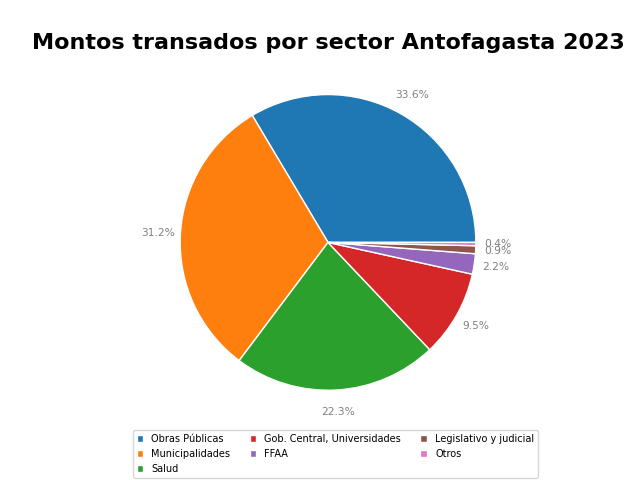 Montos transados por sector Antofagasta 2023
33.6%
31.2%
0.4%
0.9%
2.2%
9.5%
22.3%
Obras Públicas
Municipalidades
Salud
Gob. Central, Universidades
FFAA
Legislativo y judicial
Otros